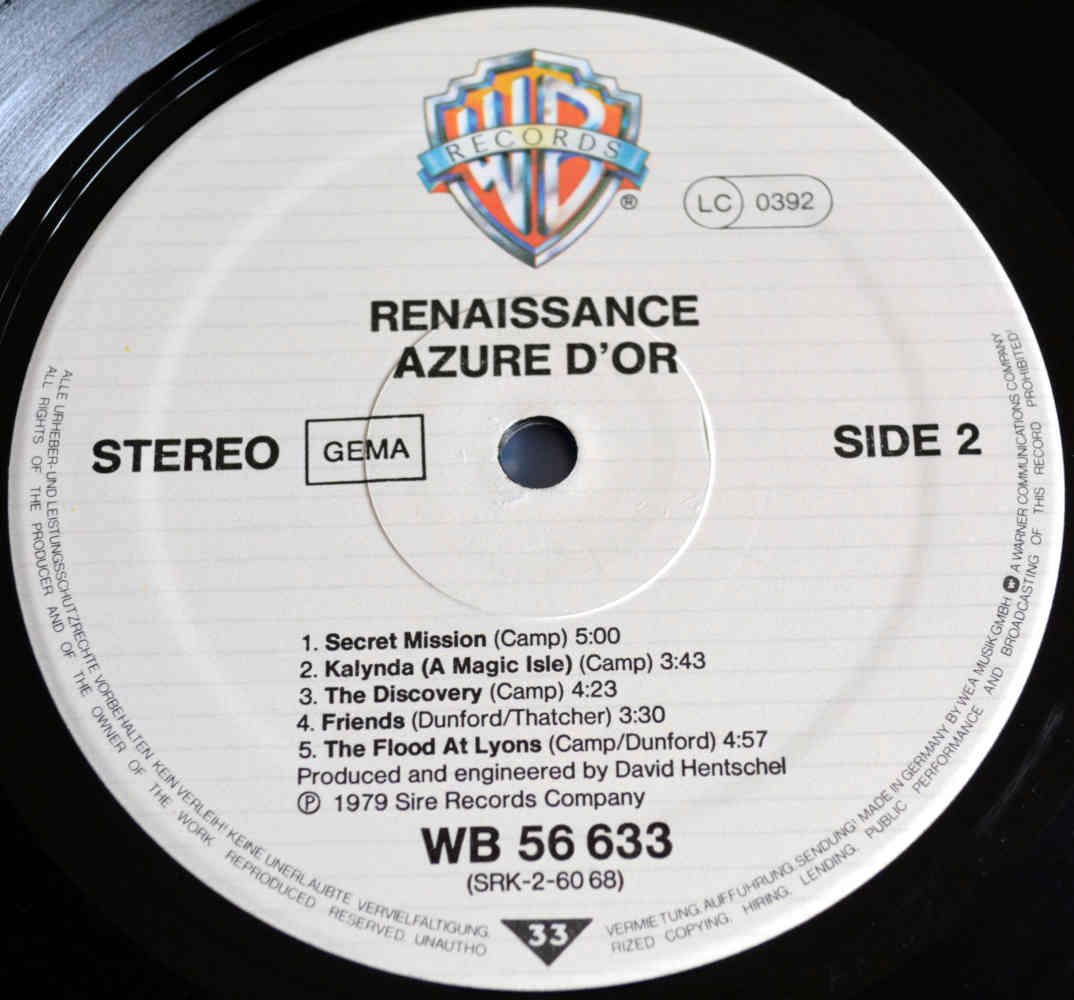 WB
RECORDS
®
LC 0392
RENAISSANCE
AZURE D'OR
STEREO
GEMA
SIDE 2
1. Secret Mission (Camp) 5:00
2. Kalynda (A Magic Isle) (Camp) 3:43
3. The Discovery (Camp) 4:23
4. Friends (Dunford/Thatcher) 3:30
5. The Flood At Lyons (Camp/Dunford) 4:57
Produced and engineered by David Hentschel
℗ 1979 Sire Records Company
WB 56 633
(SRK-2-60 68)
33
ALLE URHEBER-UND LEISTUNGSSCHUTZRECHTE VORBEHALTEN KEIN VERLEIH! KEINE UNERLAUBTE VERVIELFÄLTIGUNG, VERMIETUNG, AUFFÜHRUNG, SENDUNG! MADE IN GERMANY BY WEA MUSIK GMBH A WARNER COMMUNICATIONS COMPANY
ALL RIGHTS OF THE PRODUCER AND OF THE OWNER OF THE WORK REPRODUCED RESERVED. UNAUTHORIZED COPYING, HIRING, LENDING, PUBLIC PERFORMANCE AND BROADCASTING OF THIS RECORD PROHIBITED!